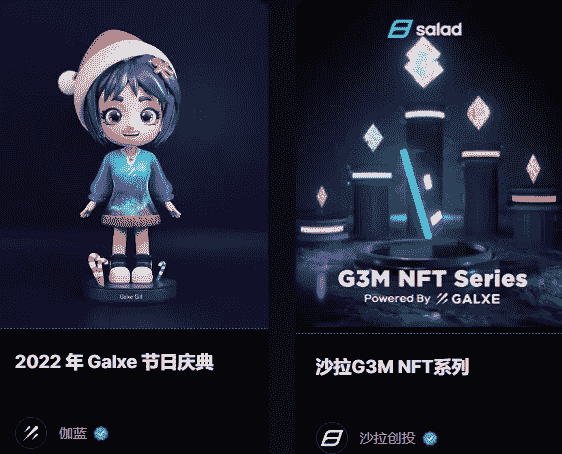 Galxe Girl
2022 年 Galxe 节日庆典
伽蓝
salad
G3M NFT Series
Powered By GALXE
沙拉G3M NFT系列
沙拉创投